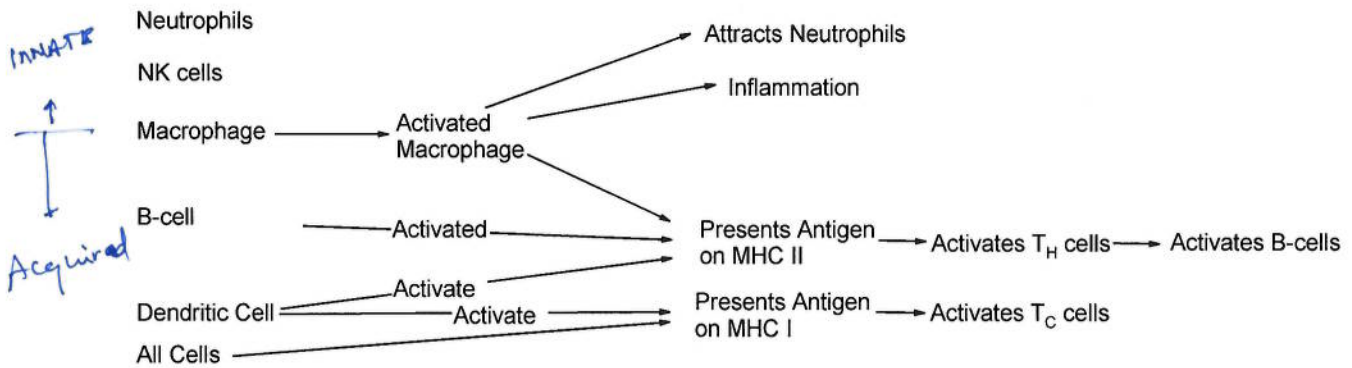 INNATE
Acquired
Neutrophils
NK cells
Macrophage
B-cell
Dendritic Cell
All Cells
Activated
Macrophage
Activated
Activate
Activate
Attracts Neutrophils
Inflammation
Presents Antigen
on MHC II
Presents Antigen
on MHC I
Activates TH cells
Activates TC cells
Activates B-cells